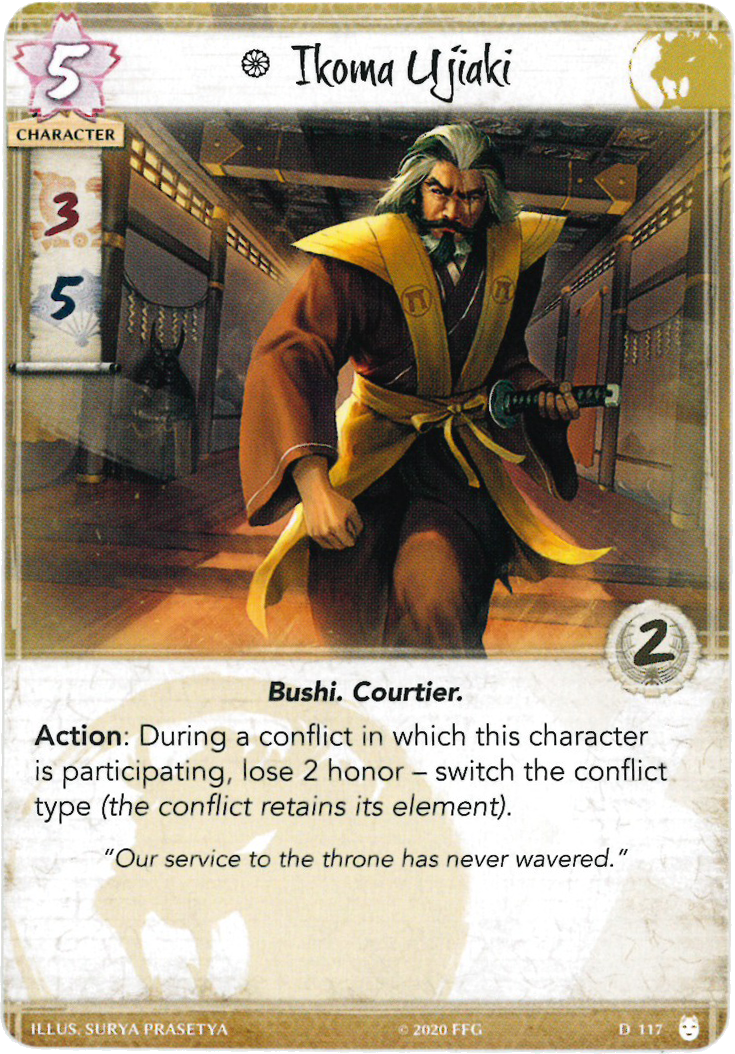 5
Ikoma Ujiaki
CHARACTER
3
5
2
Bushi. Courtier.
Action: During a conflict in which this character
is participating, lose 2 honor – switch the conflict
type (the conflict retains its element).
“Our service to the throne has never wavered.”
ILLUS. SURYA PRASETYA
© 2020 FFG
D 117